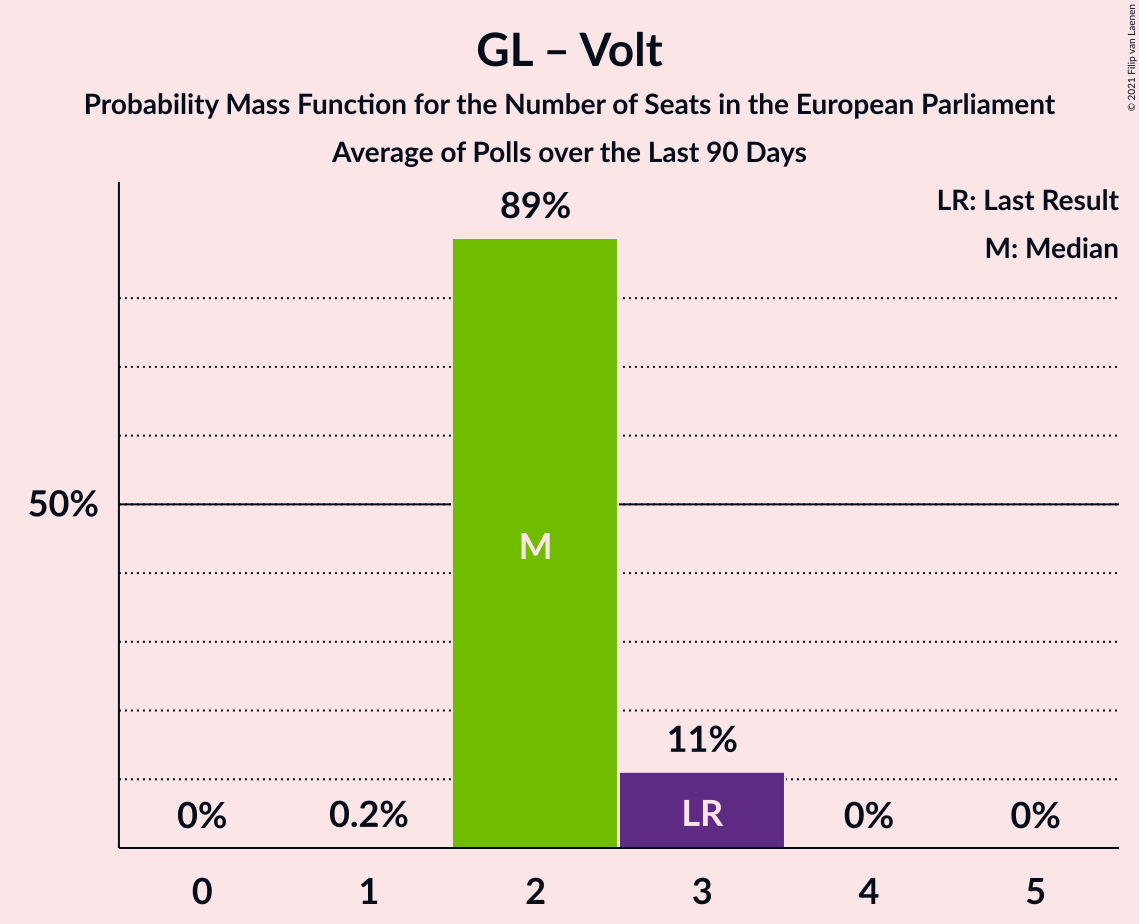 GL – Volt
Probability Mass Function for the Number of Seats in the European Parliament
Average of Polls over the Last 90 Days
© 2021 Filip van Laenen
LR: Last Result
M: Median
89%
50%
M
11%
0%
0.2%
LR
0%
0%
0
1
2
3
4
5